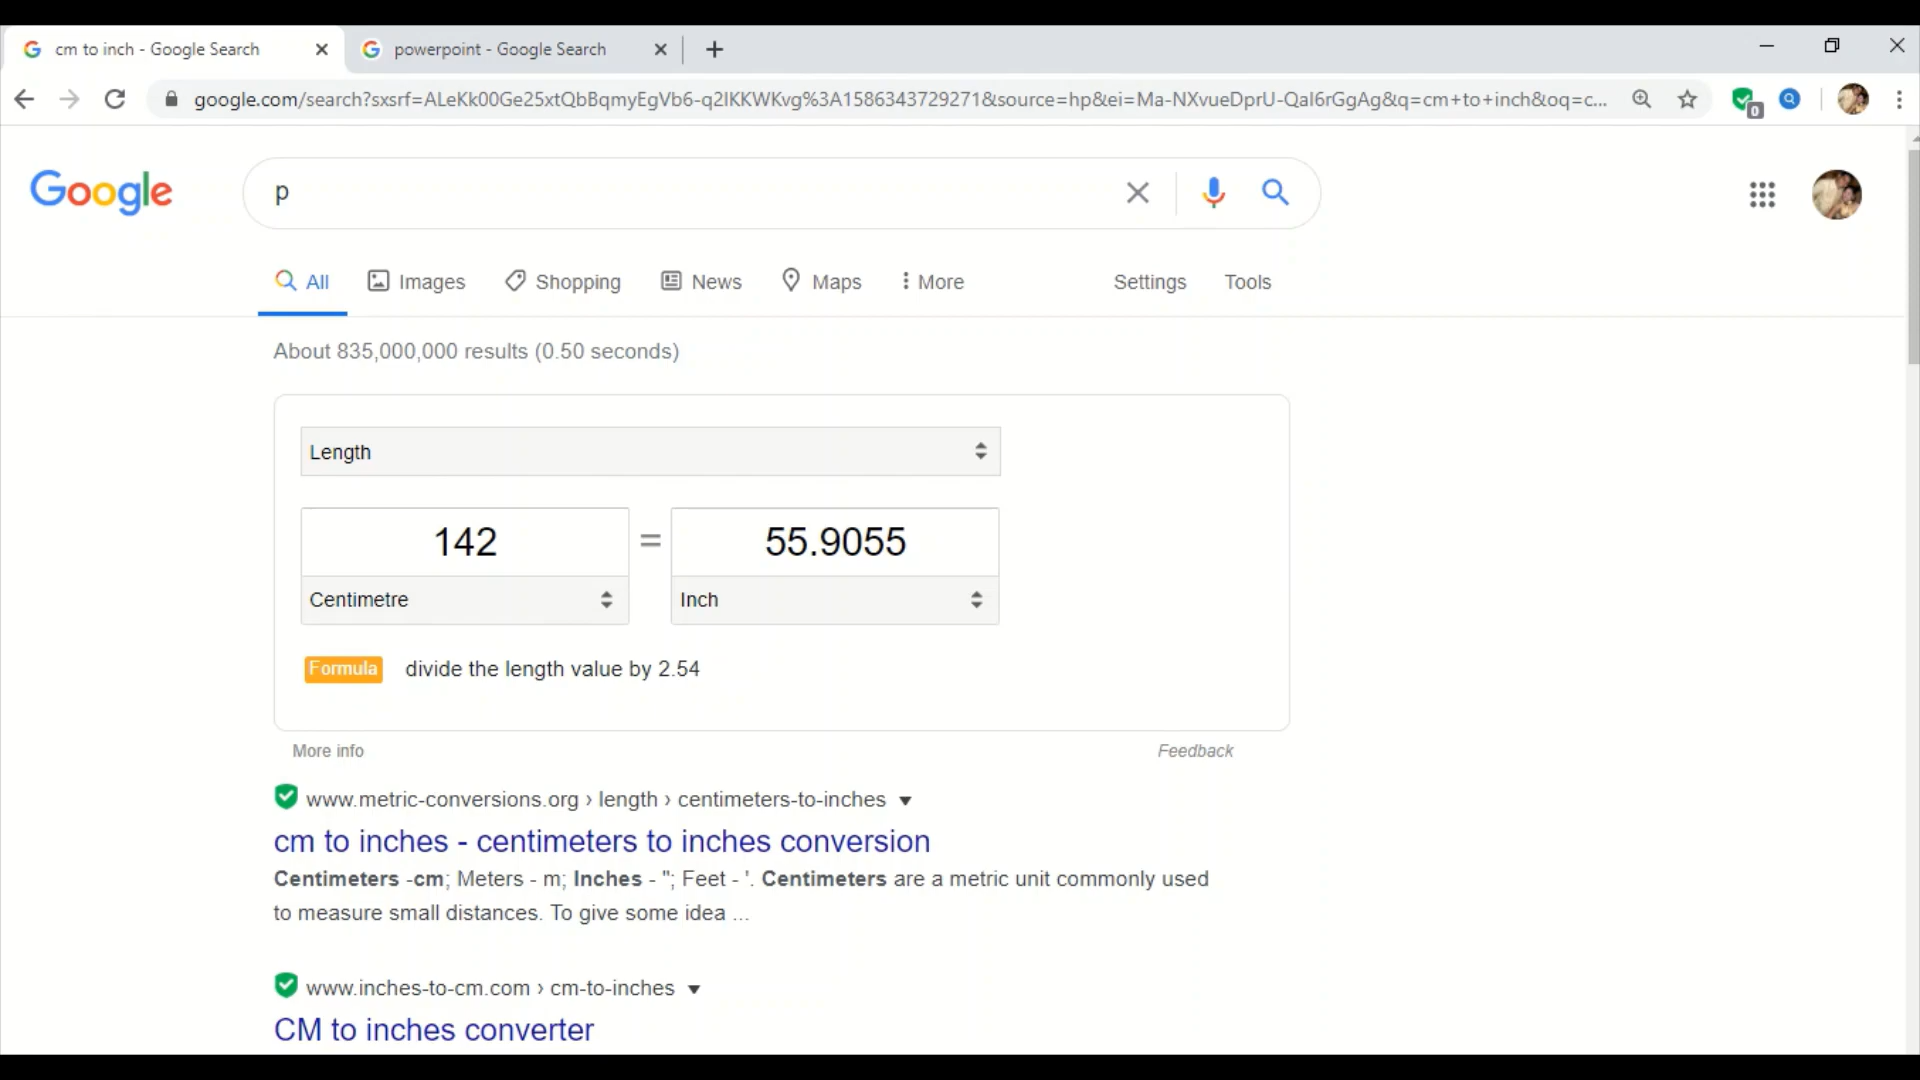 cm to inch - Google Search
powerpoint - Google Search
google.com/search?sxsrf=ALeKk00Ge25xtQbBqmyEgVb6-q2IKKWKvg%3A1586343729271&source=hp&ei=Ma-NXvueDprU-QaI6rGgAg&q=cm+to+inch&oq=c...
0
Google
p
All
Images
Shopping
News
Maps
More
Settings
Tools
About 835,000,000 results (0.50 seconds)
Length
142 = 55.9055
Centimetre
Inch
Formula divide the length value by 2.54
More info
Feedback
www.metric-conversions.org › length › centimeters-to-inches
cm to inches - centimeters to inches conversion
Centimeters -cm; Meters - m; Inches - "; Feet - '. Centimeters are a metric unit commonly used
to measure small distances. To give some idea ...
www.inches-to-cm.com › cm-to-inches
CM to inches converter